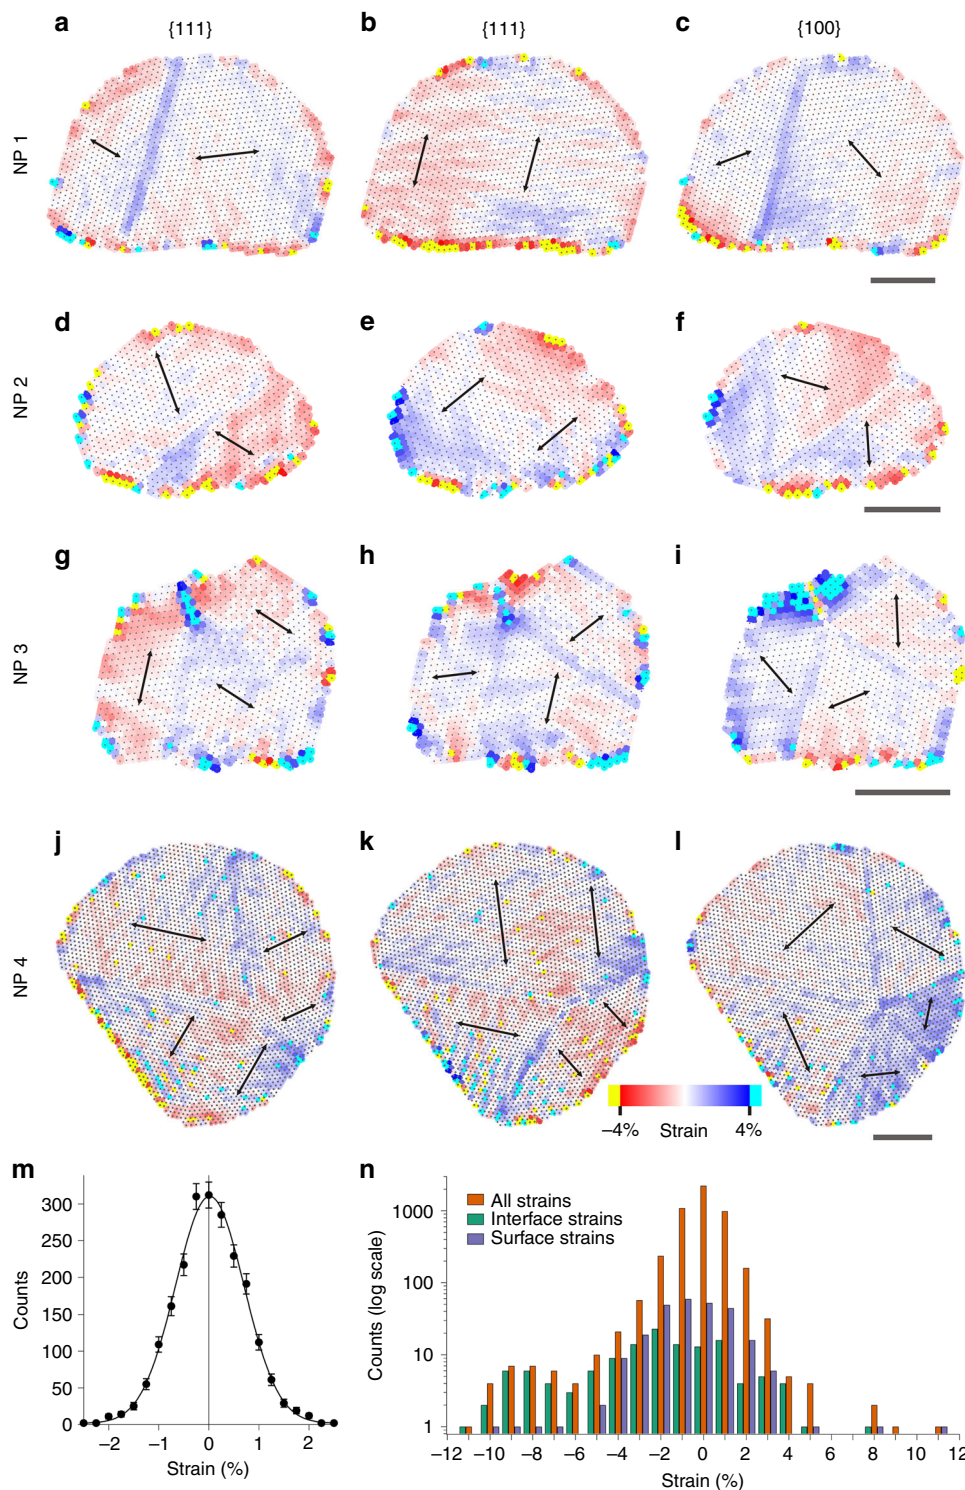 a {111} b {111} c {100}
NP 1
d e f
NP 2
g h i
NP 3
j k l
NP 4
−4% Strain 4%
m
Counts
300
250
200
150
100
50
0
−2 −1 0 1 2
Strain (%)
n
All strains
Interface strains
Surface strains
Counts (log scale)
1000
100
10
1
−12 −10 −8 −6 −4 −2 0 2 4 6 8 10 12
Strain (%)